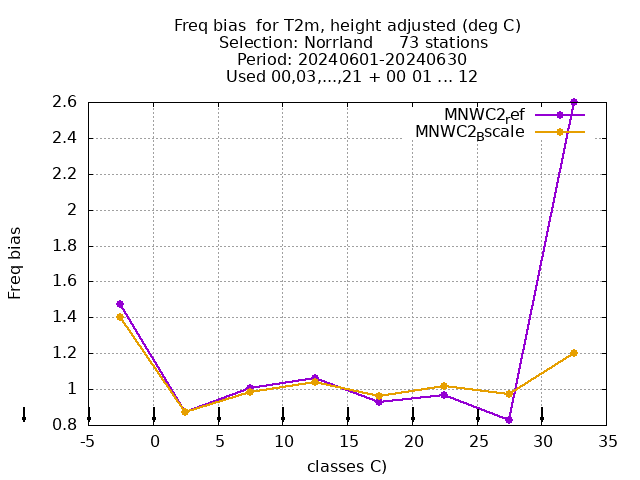 Freq bias  for T2m, height adjusted (deg C)
Selection: Norrland     73 stations
Period: 20240601-20240630
Used 00,03,...,21 + 00 01 ... 12
MNWC2ref
MNWC2Bscale
2.6
2.4
2.2
2
1.8
1.6
1.4
1.2
1
0.8
Freq bias
-5 0 5 10 15 20 25 30 35
classes C)